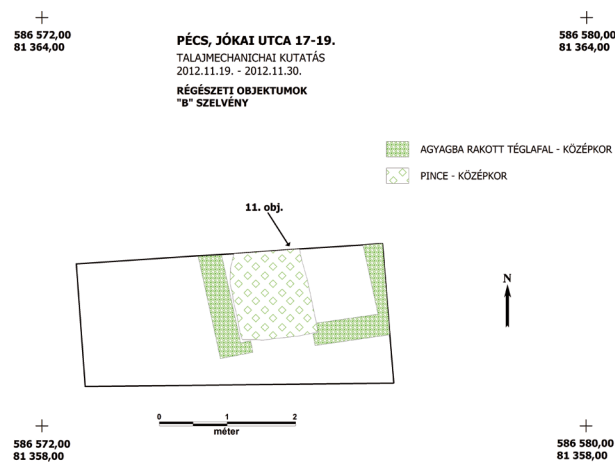 586 572,00
81 364,00
586 580,00
81 364,00
PÉCS, JÓKAI UTCA 17-19.
TALAJMECHANICHAI KUTATÁS
2012.11.19. - 2012.11.30.
RÉGÉSZETI OBJEKTUMOK
"B" SZELVÉNY
AGYAGBA RAKOTT TÉGLAFAL - KÖZÉPKOR
PINCE - KÖZÉPKOR
11. obj.
N
0 1 2
méter
586 572,00
81 358,00
586 580,00
81 358,00